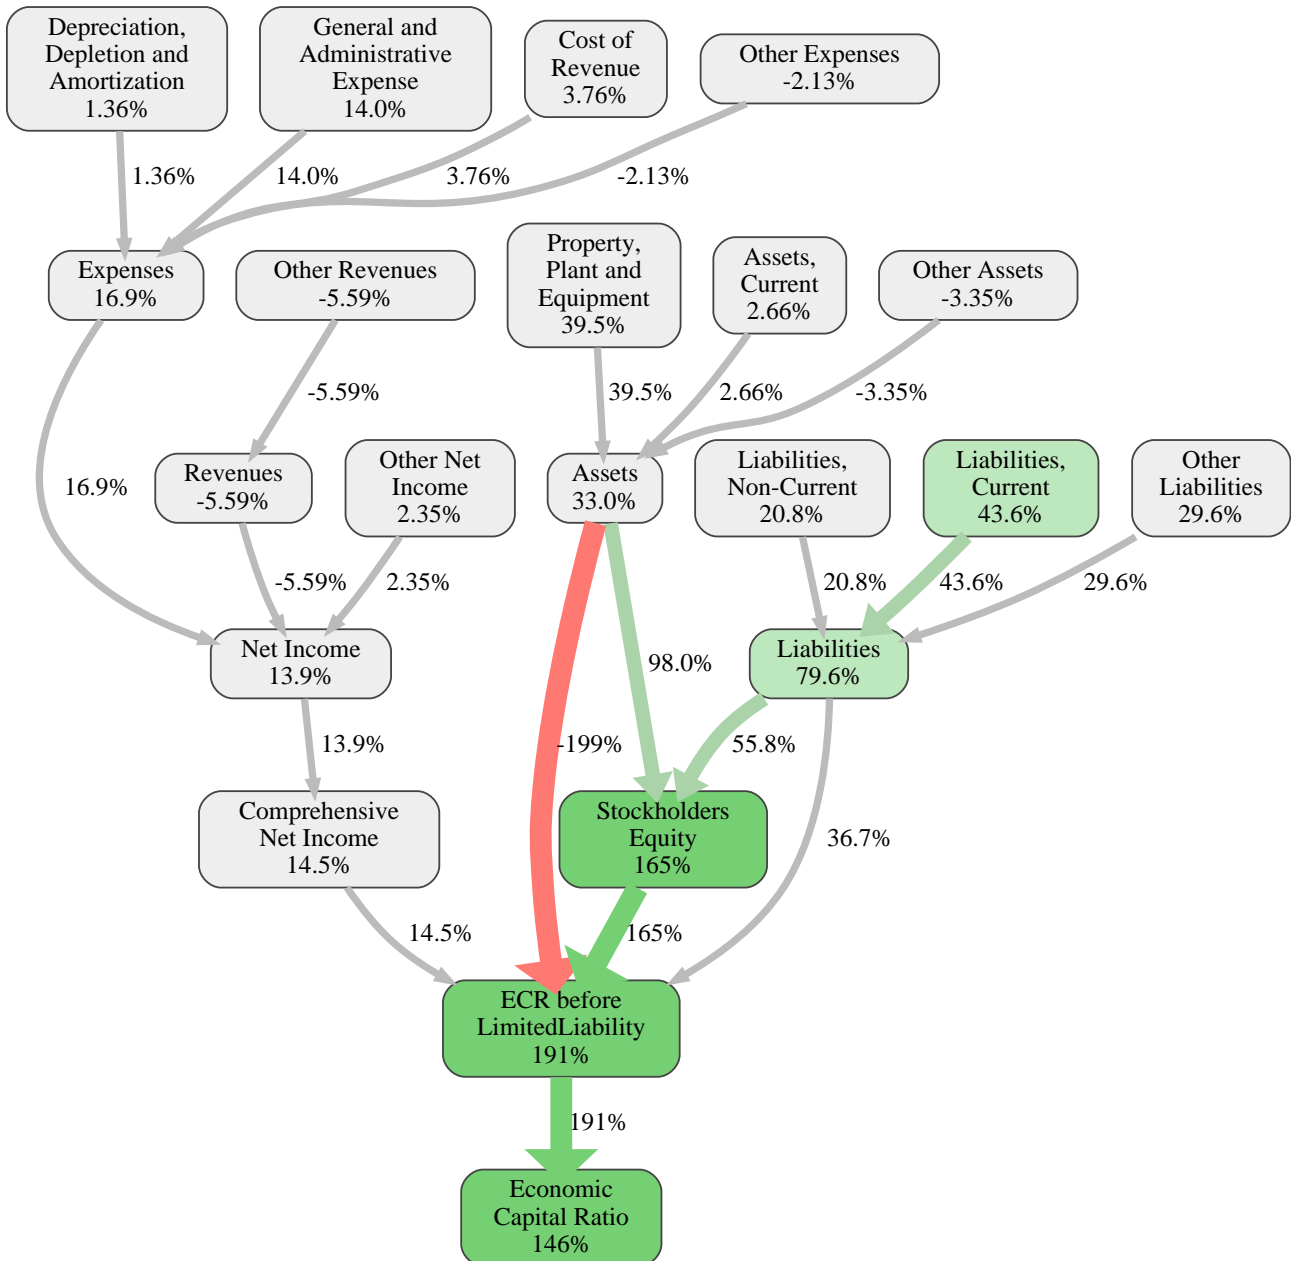 Depreciation,
Depletion and
Amortization
1.36%
General and
Administrative
Expense
14.0%
Cost of
Revenue
3.76%
Other Expenses
-2.13%
1.36%
14.0%
3.76%
-2.13%
Expenses
16.9%
Other Revenues
-5.59%
Property,
Plant and
Equipment
39.5%
Assets,
Current
2.66%
Other Assets
-3.35%
-5.59%
39.5%
2.66%
-3.35%
16.9%
Revenues
-5.59%
Other Net
Income
2.35%
Assets
33.0%
Liabilities,
Non-Current
20.8%
Liabilities,
Current
43.6%
Other
Liabilities
29.6%
-5.59%
2.35%
20.8%
43.6%
29.6%
Net Income
13.9%
98.0%
Liabilities
79.6%
13.9%
-199%
55.8%
Comprehensive
Net Income
14.5%
Stockholders
Equity
165%
36.7%
14.5%
165%
ECR before
LimitedLiability
191%
191%
Economic
Capital Ratio
146%